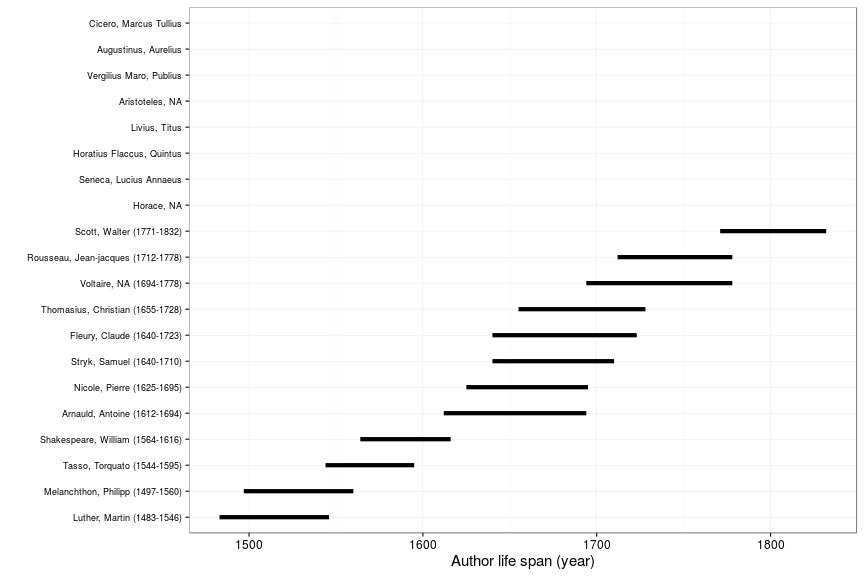 Cicero, Marcus Tullius
Augustinus, Aurelius
Vergilius Maro, Publius
Aristoteles, NA
Livius, Titus
Horatius Flaccus, Quintus
Seneca, Lucius Annaeus
Horace, NA
Scott, Walter (1771-1832)
Rousseau, Jean-jacques (1712-1778)
Voltaire, NA (1694-1778)
Thomasius, Christian (1655-1728)
Fleury, Claude (1640-1723)
Stryk, Samuel (1640-1710)
Nicole, Pierre (1625-1695)
Arnauld, Antoine (1612-1694)
Shakespeare, William (1564-1616)
Tasso, Torquato (1544-1595)
Melanchthon, Philipp (1497-1560)
Luther, Martin (1483-1546)
1500 1600 1700 1800
Author life span (year)